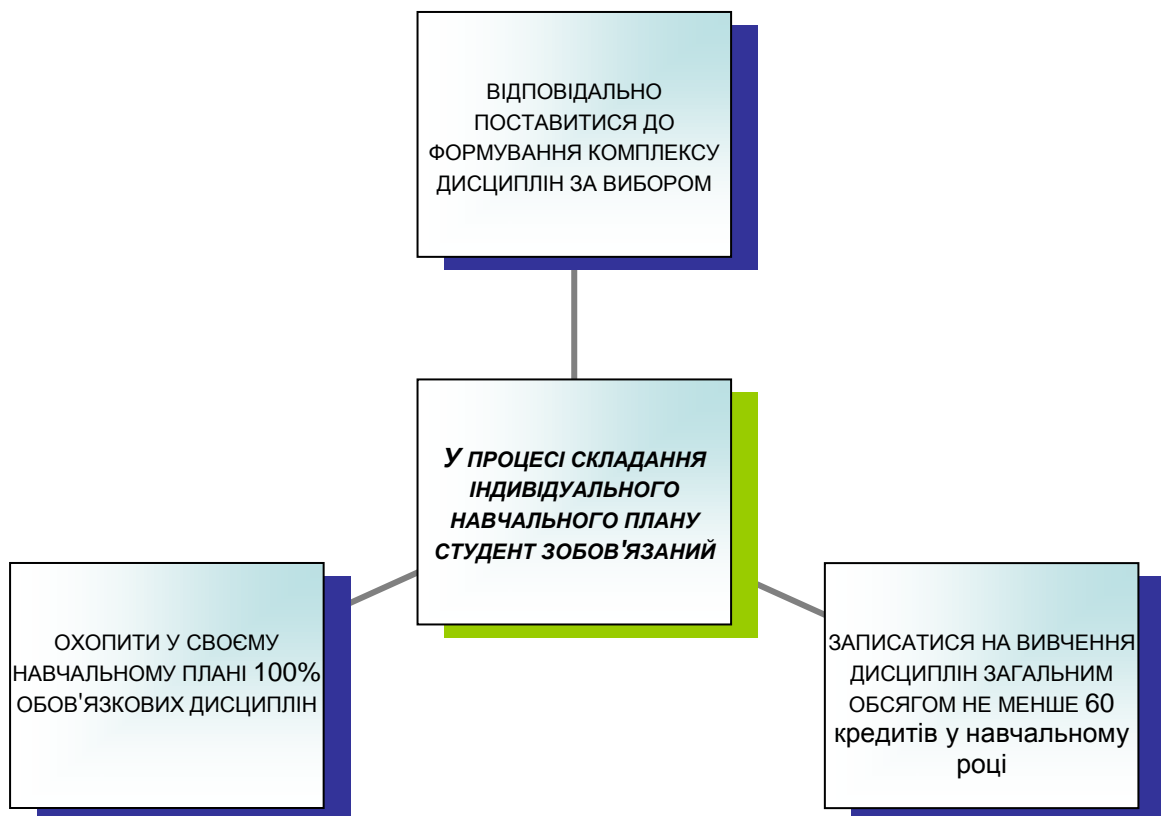 ВІДПОВІДАЛЬНО
ПОСТАВИТИСЯ ДО
ФОРМУВАННЯ КОМПЛЕКСУ
ДИСЦИПЛІН ЗА ВИБОРОМ
У ПРОЦЕСІ СКЛАДАННЯ
ІНДИВІДУАЛЬНОГО
НАВЧАЛЬНОГО ПЛАНУ
СТУДЕНТ ЗОБОВ'ЯЗАНИЙ
ОХОПИТИ У СВОЄМУ
НАВЧАЛЬНОМУ ПЛАНІ 100%
ОБОВ'ЯЗКОВИХ ДИСЦИПЛІН
ЗАПИСАТИСЯ НА ВИВЧЕННЯ
ДИСЦИПЛІН ЗАГАЛЬНИМ
ОБСЯГОМ НЕ МЕНШЕ 60
кредитів у навчальному
році